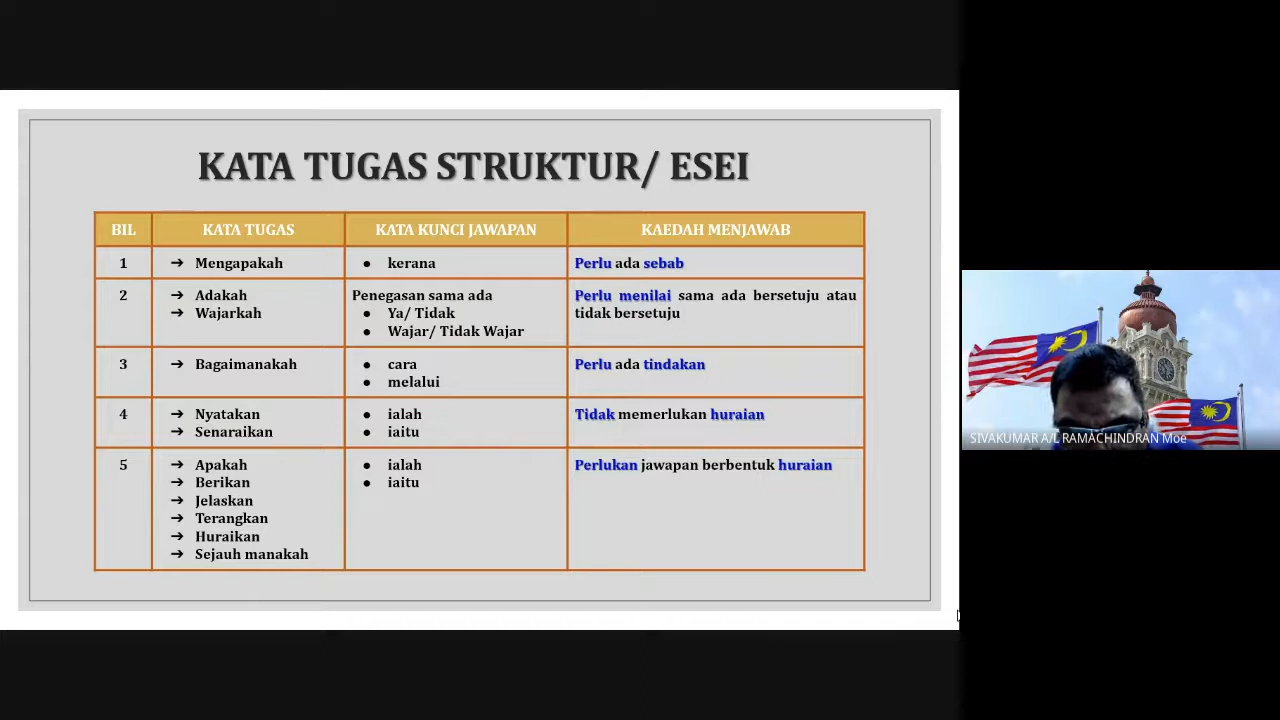 KATA TUGAS STRUKTUR/ ESEI
BIL KATA TUGAS KATA KUNCI JAWAPAN KAEDAH MENJAWAB
1 ➔ Mengapakah ● kerana Perlu ada sebab
2 ➔ Adakah Penegasan sama ada Perlu menilai sama ada bersetuju atau
➔ Wajarkah ● Ya/ Tidak tidak bersetuju
● Wajar/ Tidak Wajar
3 ➔ Bagaimanakah ● cara Perlu ada tindakan
● melalui
4 ➔ Nyatakan ● ialah Tidak memerlukan huraian
➔ Senaraikan ● iaitu
5 ➔ Apakah ● ialah Perlukan jawapan berbentuk huraian
➔ Berikan ● iaitu
➔ Jelaskan
➔ Terangkan
➔ Huraikan
➔ Sejauh manakah
SIVAKUMAR A/L RAMACHINDRAN Moe